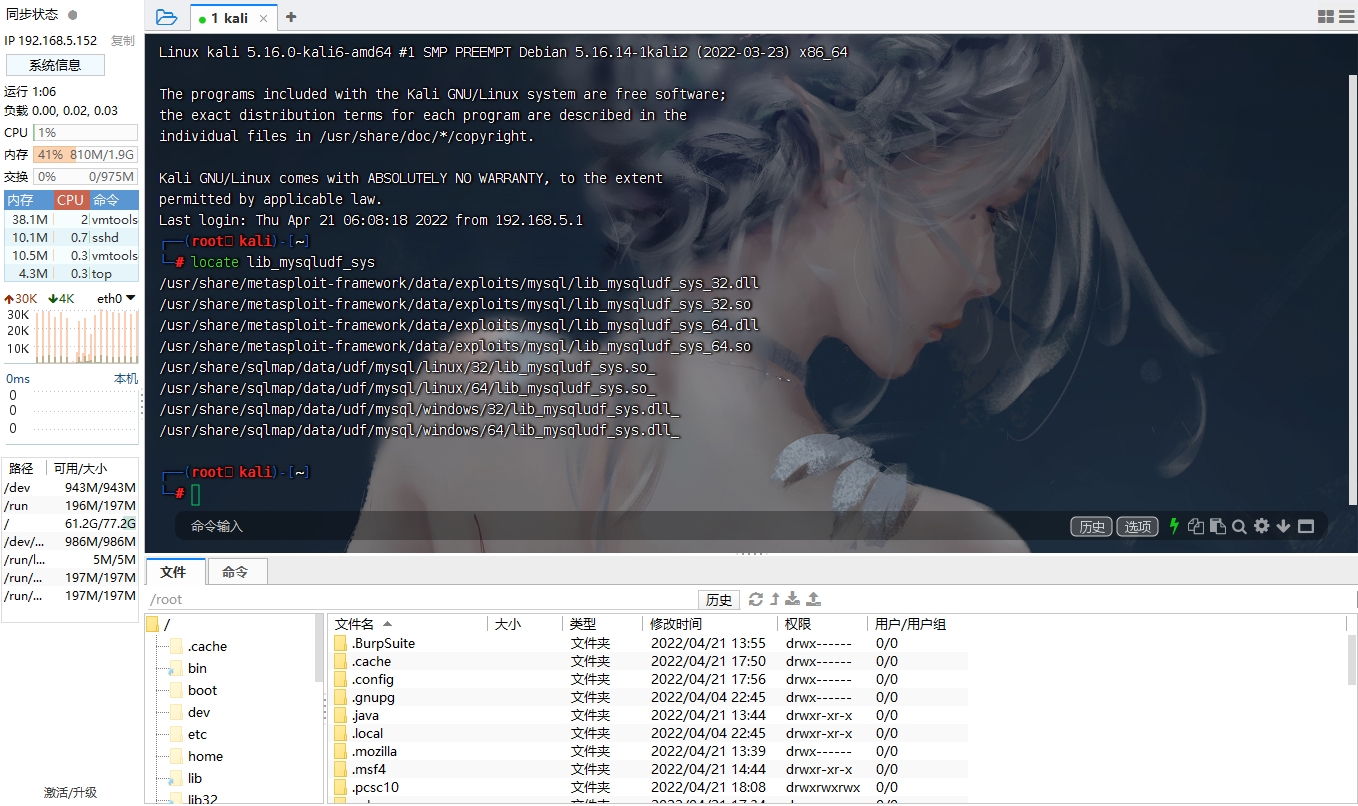 同步状态
IP 192.168.5.152 复制
系统信息
运行 1:06
负载 0.00, 0.02, 0.03
CPU 1%
内存 41% 810M/1.9G
交换 0% 0/975M
内存 CPU 命令
38.1M 2 vmtools
10.1M 0.7 sshd
10.5M 0.3 vmtools
4.3M 0.3 top
30K 4K eth0
30K
20K
10K
0ms 本机
0
0
0
路径 可用/大小
/dev 943M/943M
/run 196M/197M
/ 61.2G/77.2G
/dev/... 986M/986M
/run/l... 5M/5M
/run/... 197M/197M
/run/... 197M/197M
激活/升级
1 kali
Linux kali 5.16.0-kali6-amd64 #1 SMP PREEMPT Debian 5.16.14-1kali2 (2022-03-23) x86_64
The programs included with the Kali GNU/Linux system are free software;
the exact distribution terms for each program are described in the
individual files in /usr/share/doc/*/copyright.
Kali GNU/Linux comes with ABSOLUTELY NO WARRANTY, to the extent
permitted by applicable law.
Last login: Thu Apr 21 06:08:18 2022 from 192.168.5.1
┌──(root kali)-[~]
└─# locate lib_mysqludf_sys
/usr/share/metasploit-framework/data/exploits/mysql/lib_mysqludf_sys_32.dll
/usr/share/metasploit-framework/data/exploits/mysql/lib_mysqludf_sys_32.so
/usr/share/metasploit-framework/data/exploits/mysql/lib_mysqludf_sys_64.dll
/usr/share/metasploit-framework/data/exploits/mysql/lib_mysqludf_sys_64.so
/usr/share/sqlmap/data/udf/mysql/linux/32/lib_mysqludf_sys.so_
/usr/share/sqlmap/data/udf/mysql/linux/64/lib_mysqludf_sys.so_
/usr/share/sqlmap/data/udf/mysql/windows/32/lib_mysqludf_sys.dll_
/usr/share/sqlmap/data/udf/mysql/windows/64/lib_mysqludf_sys.dll_
┌──(root kali)-[~]
└─#
命令输入 历史 选项
文件 命令
/root 历史
/
.cache
bin
boot
dev
etc
home
lib
lib32
文件名 大小 类型 修改时间 权限 用户/用户组
.BurpSuite 文件夹 2022/04/21 13:55 drwx------ 0/0
.cache 文件夹 2022/04/21 17:50 drwx------ 0/0
.config 文件夹 2022/04/21 17:56 drwx------ 0/0
.gnupg 文件夹 2022/04/04 22:45 drwx------ 0/0
.java 文件夹 2022/04/21 13:44 drwxr-xr-x 0/0
.local 文件夹 2022/04/04 22:45 drwxr-xr-x 0/0
.mozilla 文件夹 2022/04/21 13:39 drwx------ 0/0
.msf4 文件夹 2022/04/21 14:44 drwxr-xr-x 0/0
.pcsc10 文件夹 2022/04/21 18:08 drwxrwxrwx 0/0